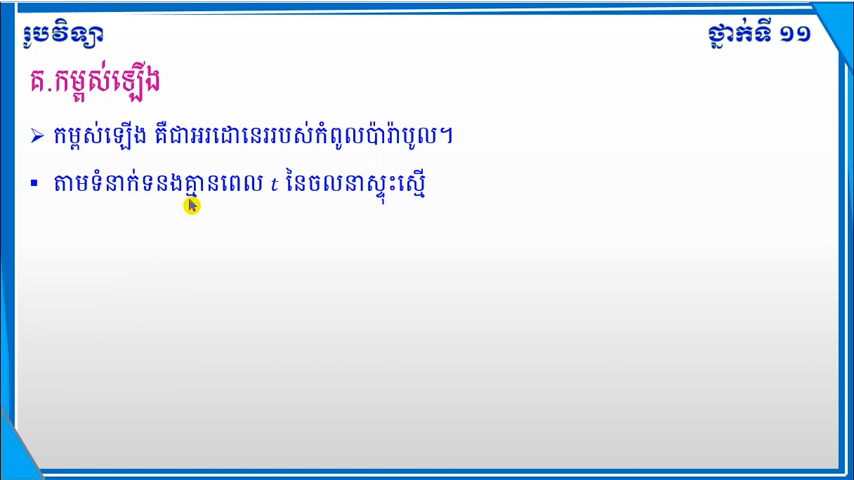 រូបវិទ្យា
ថ្នាក់ទី ១១
គ.កម្ពស់ឡើង
➢ កម្ពស់ឡើង គឺជាអរដោនេររបស់កំពូលប៉ារ៉ាបូល។
▪ តាមទំនាក់ទនងគ្មានពេល t នៃចលនាស្ទុះស្មើ